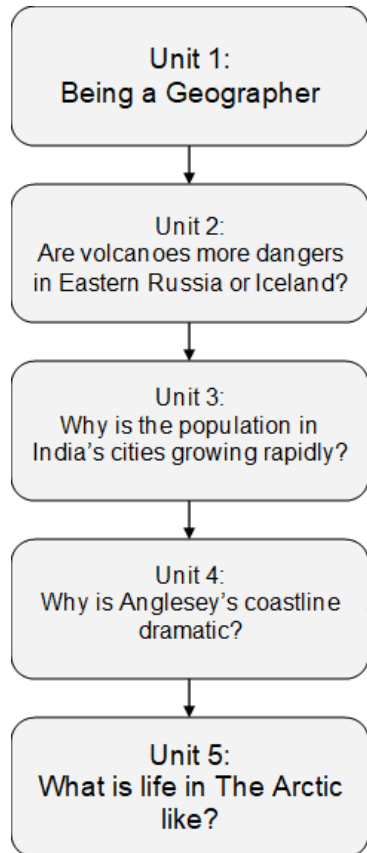 Unit 1:
Being a Geographer
Unit 2:
Are volcanoes more dangers
in Eastern Russia or Iceland?
Unit 3:
Why is the population in
India’s cities growing rapidly?
Unit 4:
Why is Anglesey’s coastline
dramatic?
Unit 5:
What is life in The Arctic
like?